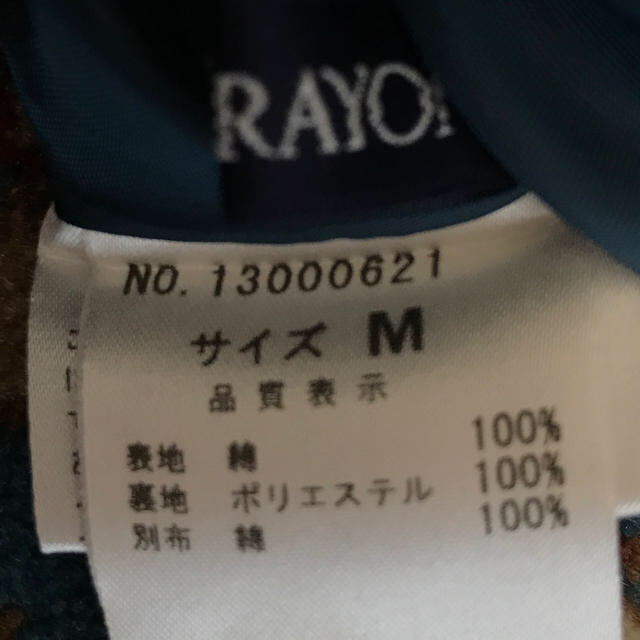 RAYO
NO. 13000621
サイズ M
品質表示
表地 綿 100%
裏地 ポリエステル 100%
別布 綿 100%